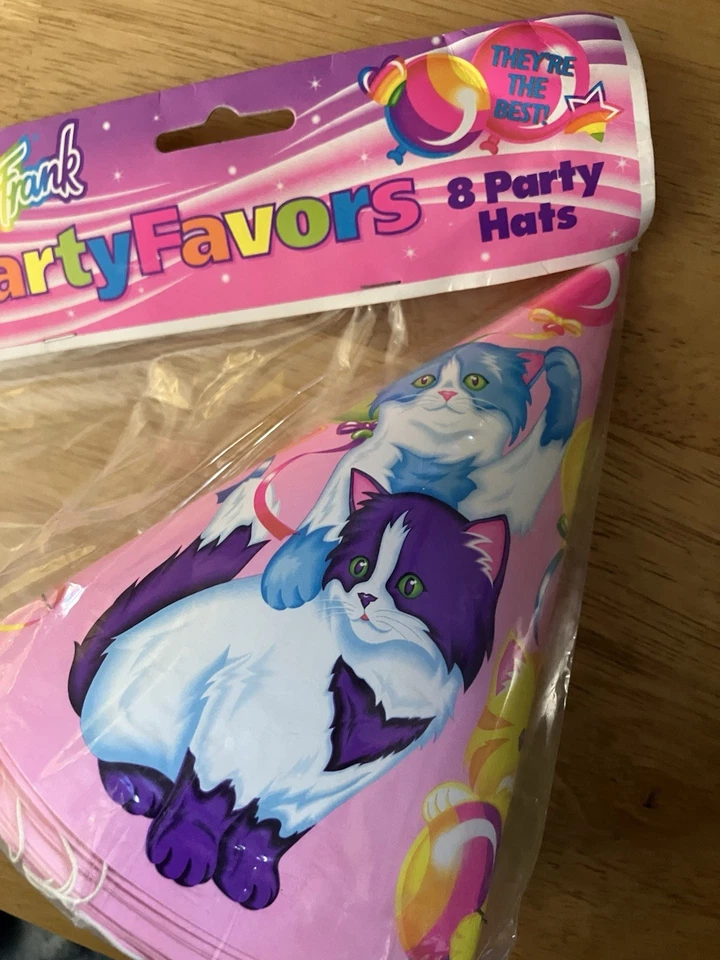 Frank
artyFavors
THEY'RE
THE
BEST!
8 Party
Hats